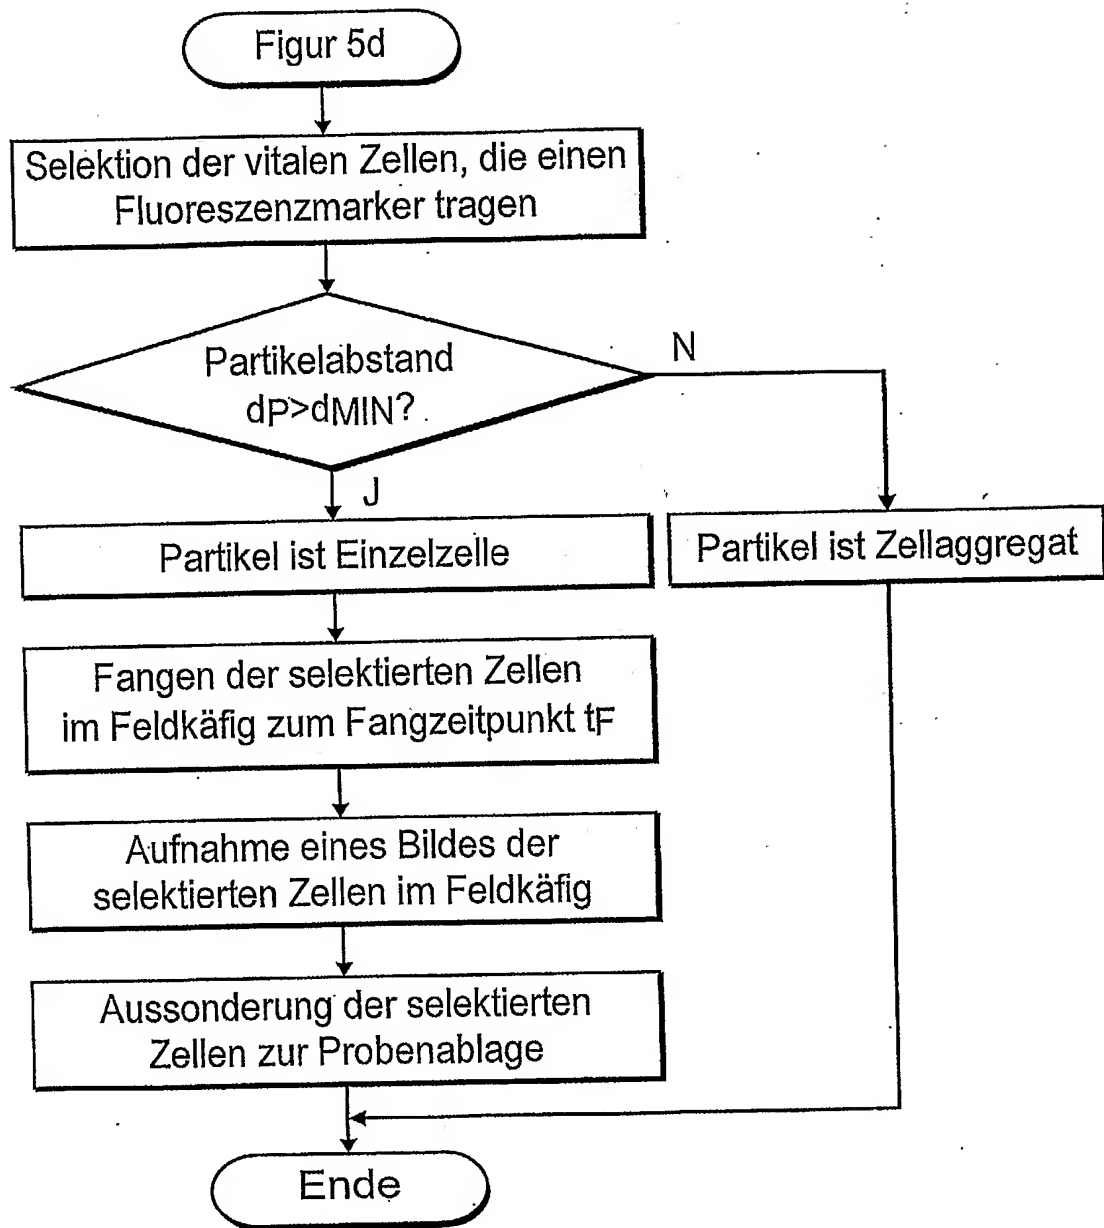 Figur 5d
Selektion der vitalen Zellen, die einen
Fluoreszenzmarker tragen
Partikelabstand
dP>dMIN?
N
J
Partikel ist Einzelzelle
Partikel ist Zellaggregat
Fangen der selektierten Zellen
im Feldkäfig zum Fangzeitpunkt tF
Aufnahme eines Bildes der
selektierten Zellen im Feldkäfig
Aussonderung der selektierten
Zellen zur Probenablage
Ende